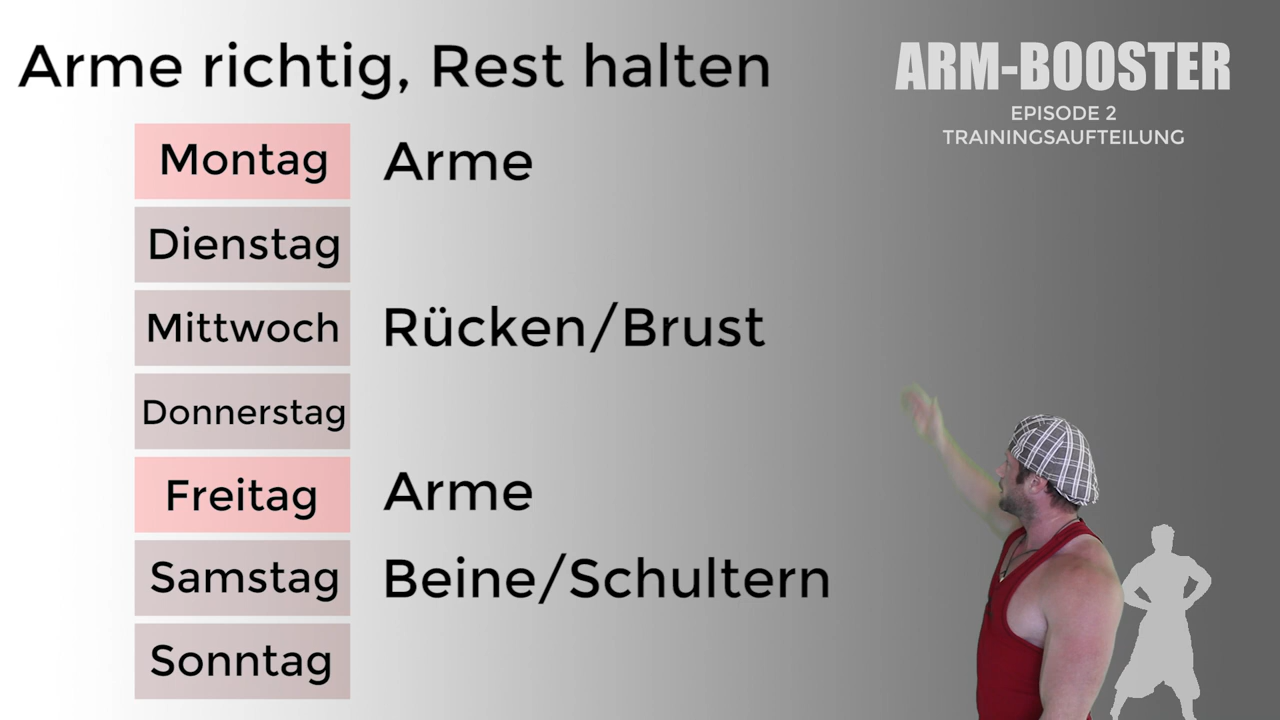 Arme richtig, Rest halten
ARM-BOOSTER
EPISODE 2
TRAININGSAUFTEILUNG
Montag Arme
Dienstag
Mittwoch Rücken/Brust
Donnerstag
Freitag Arme
Samstag Beine/Schultern
Sonntag